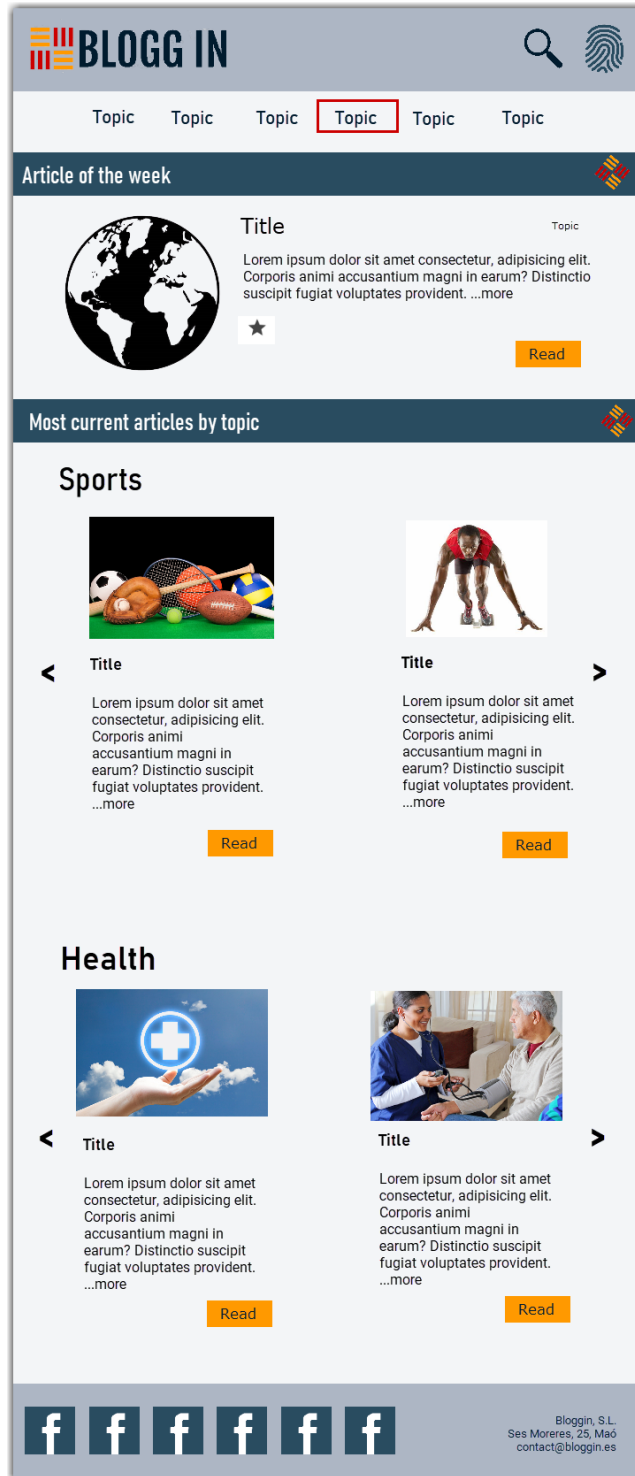 BLOGG IN
Topic Topic Topic Topic Topic Topic
Article of the week
Title
Topic
Lorem ipsum dolor sit amet consectetur, adipisicing elit.
Corporis animi accusantium magni in earum? Distinctio
suscipit fugiat voluptates provident. ...more
Read
Most current articles by topic
Sports
<
Title
Lorem ipsum dolor sit amet
consectetur, adipisicing elit.
Corporis animi
accusantium magni in
earum? Distinctio suscipit
fugiat voluptates provident.
...more
Read
Title
Lorem ipsum dolor sit amet
consectetur, adipisicing elit.
Corporis animi
accusantium magni in
earum? Distinctio suscipit
fugiat voluptates provident.
...more
Read
>
Health
<
Title
Lorem ipsum dolor sit amet
consectetur, adipisicing elit.
Corporis animi
accusantium magni in
earum? Distinctio suscipit
fugiat voluptates provident.
...more
Read
Title
Lorem ipsum dolor sit amet
consectetur, adipisicing elit.
Corporis animi
accusantium magni in
earum? Distinctio suscipit
fugiat voluptates provident.
...more
Read
>
f f f f f f
Bloggin, S.L.
Ses Moreres, 25, Maó
contact@bloggin.es